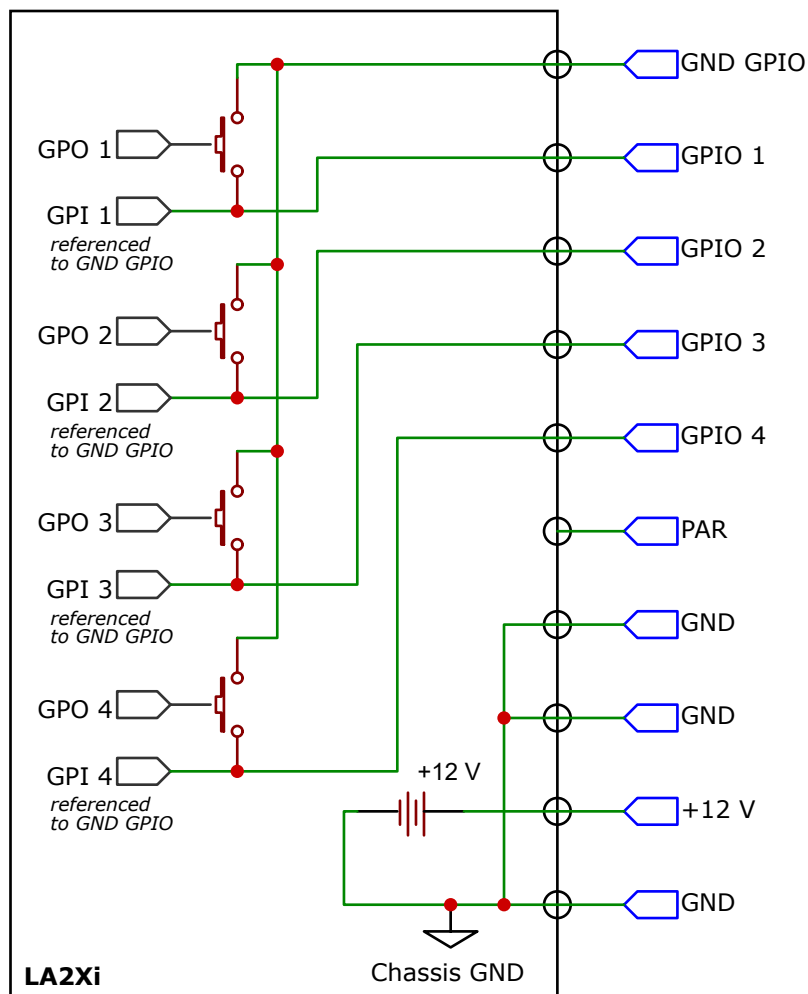 GND GPIO
GPO 1
GPIO 1
GPI 1
referenced
to GND GPIO
GPIO 2
GPO 2
GPIO 3
GPI 2
referenced
to GND GPIO
GPIO 4
GPO 3
PAR
GPI 3
referenced
to GND GPIO
GND
GPO 4
GND
GPI 4
+12 V
referenced
to GND GPIO
+12 V
GND
Chassis GND
LA2Xi